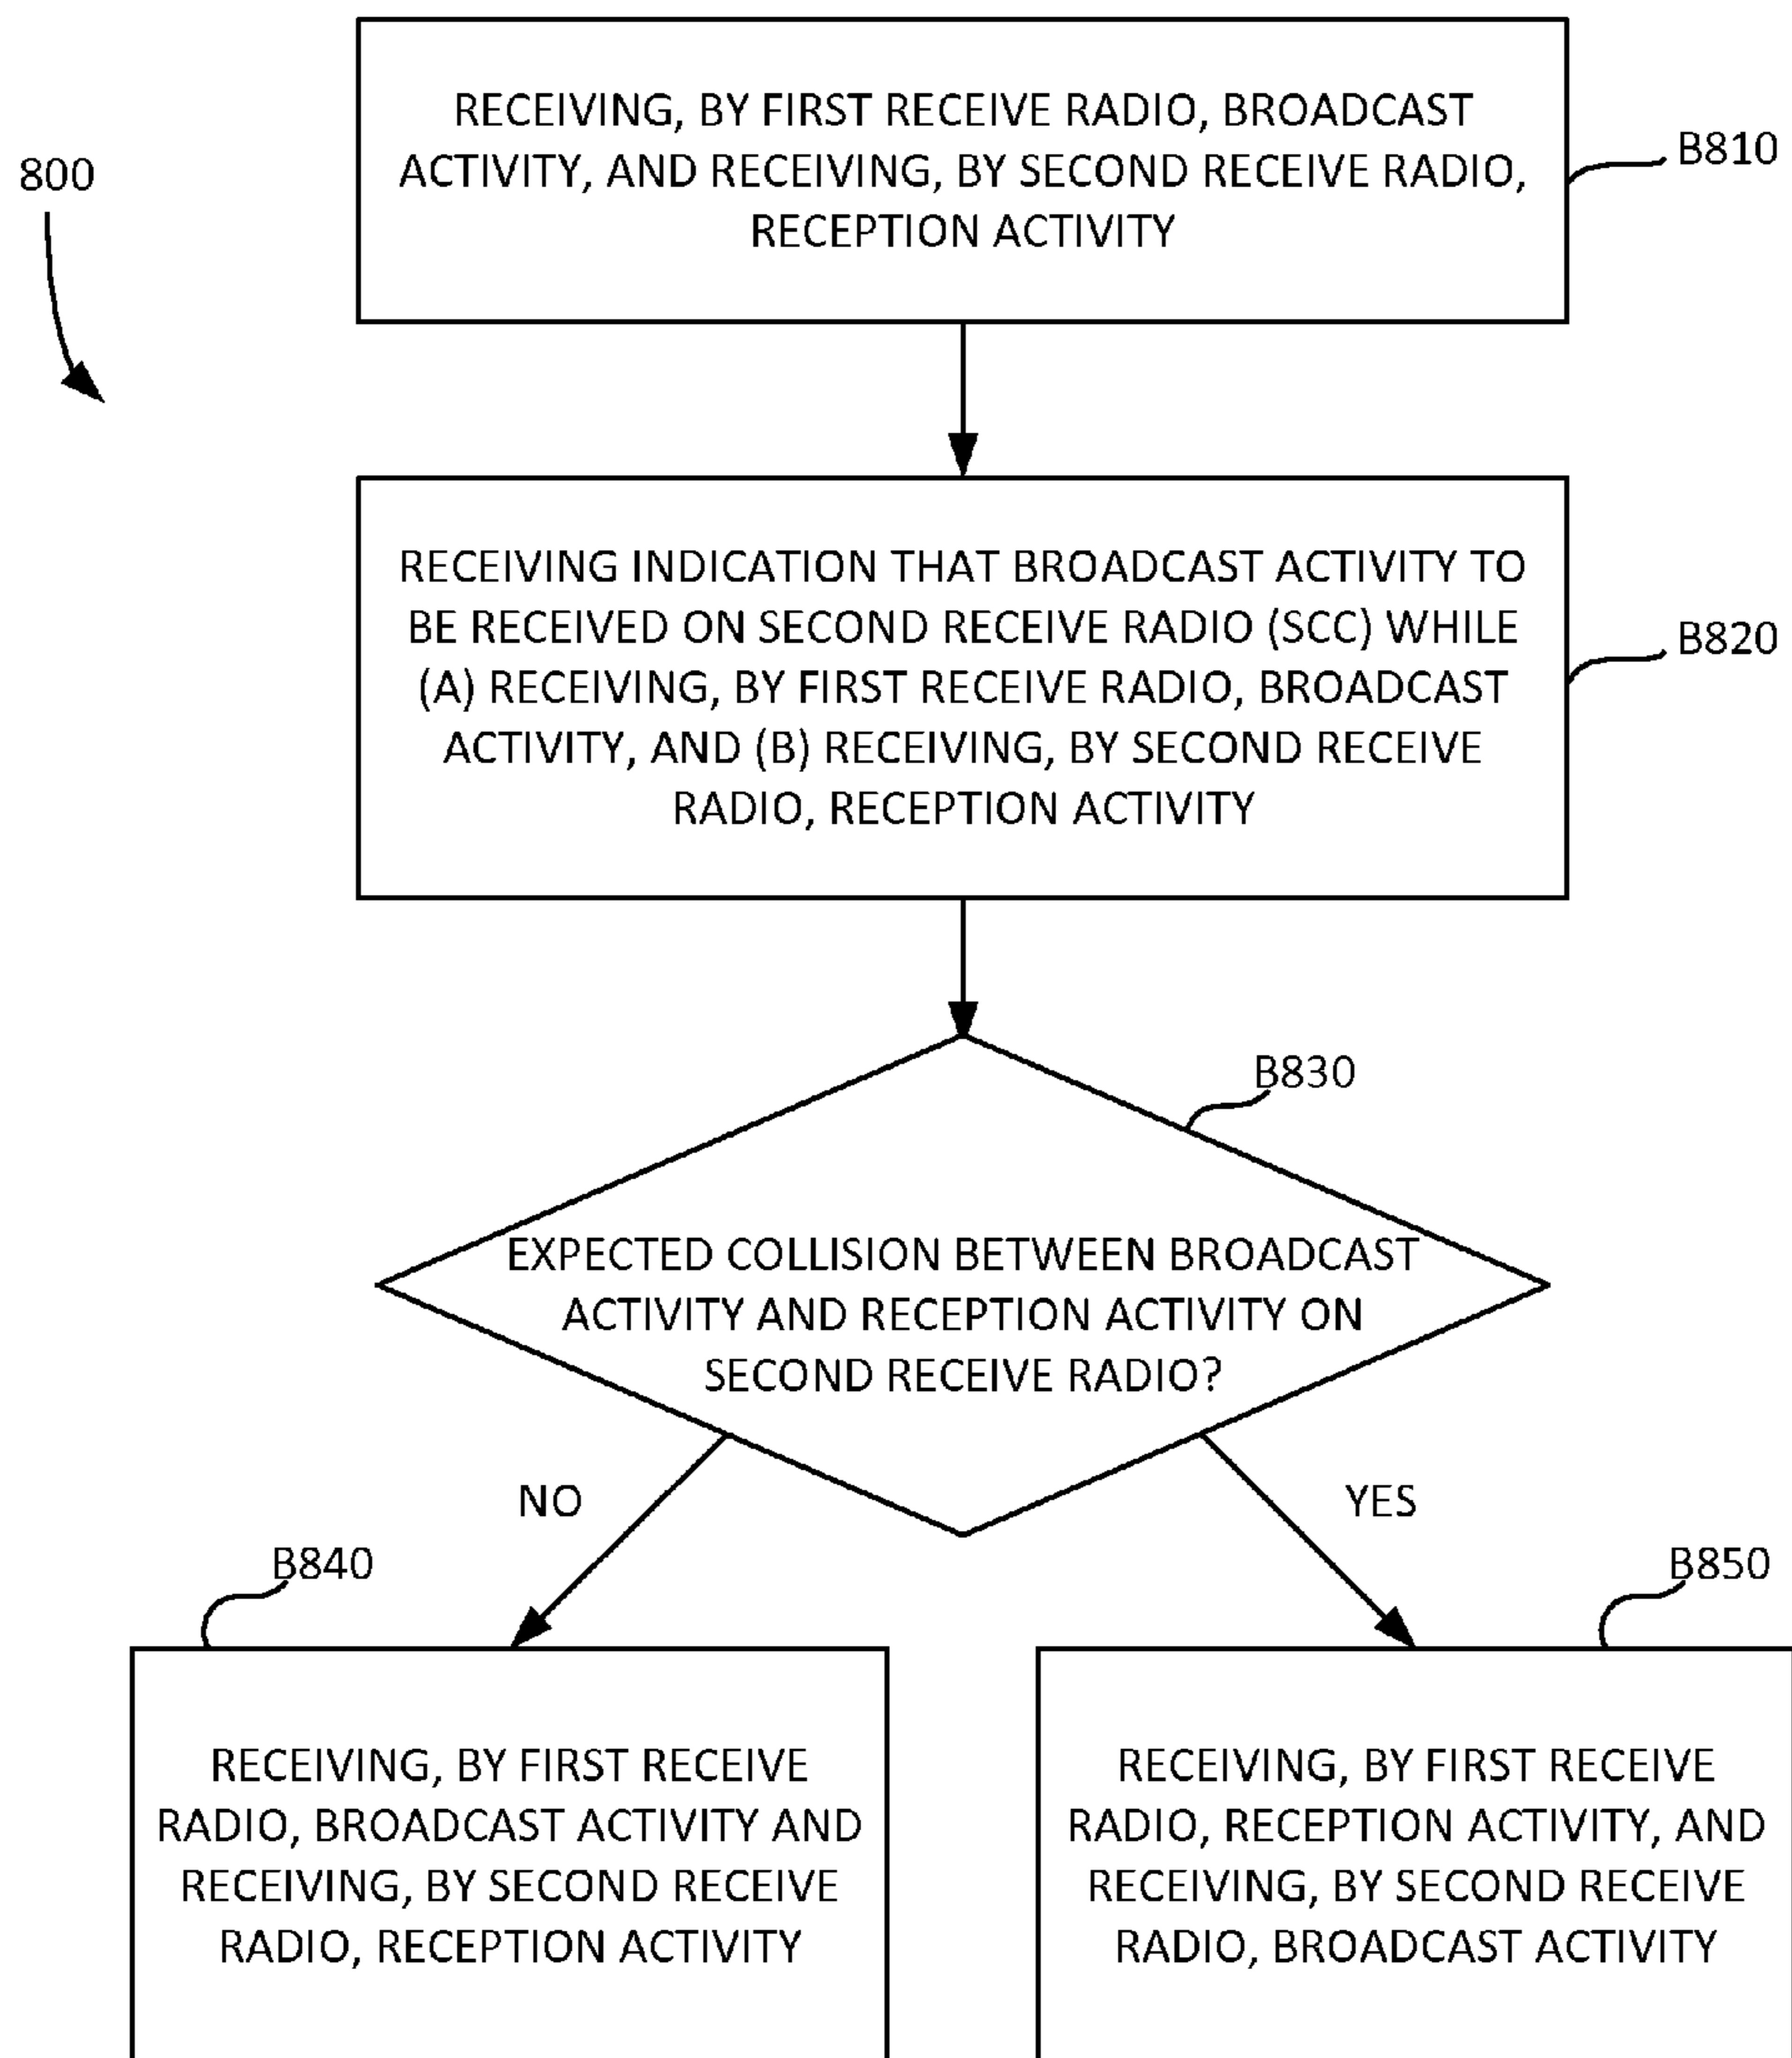 800
RECEIVING, BY FIRST RECEIVE RADIO, BROADCAST
ACTIVITY, AND RECEIVING, BY SECOND RECEIVE RADIO,
RECEPTION ACTIVITY
B810
RECEIVING INDICATION THAT BROADCAST ACTIVITY TO
BE RECEIVED ON SECOND RECEIVE RADIO (SCC) WHILE
(A) RECEIVING, BY FIRST RECEIVE RADIO, BROADCAST
ACTIVITY, AND (B) RECEIVING, BY SECOND RECEIVE
RADIO, RECEPTION ACTIVITY
B820
B830
EXPECTED COLLISION BETWEEN BROADCAST
ACTIVITY AND RECEPTION ACTIVITY ON
SECOND RECEIVE RADIO?
NO
YES
B840
RECEIVING, BY FIRST RECEIVE
RADIO, BROADCAST ACTIVITY AND
RECEIVING, BY SECOND RECEIVE
RADIO, RECEPTION ACTIVITY
B850
RECEIVING, BY FIRST RECEIVE
RADIO, RECEPTION ACTIVITY, AND
RECEIVING, BY SECOND RECEIVE
RADIO, BROADCAST ACTIVITY